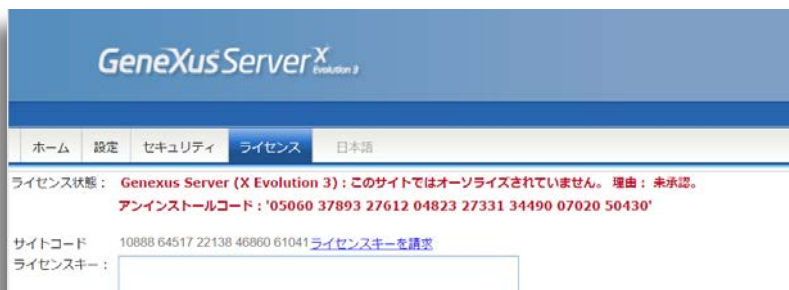 GeneXus Server X
Evolution 3
ホーム 設定 セキュリティ ライセンス 日本語
ライセンス状態： Genexus Server (X Evolution 3)：このサイトではオーソライズされていません。 理由： 未承認。
アンインストールコード：'05060 37893 27612 04823 27331 34490 07020 50430'
サイトコード 10888 64517 22138 46860 61041 ライセンスキーを請求
ライセンスキー：